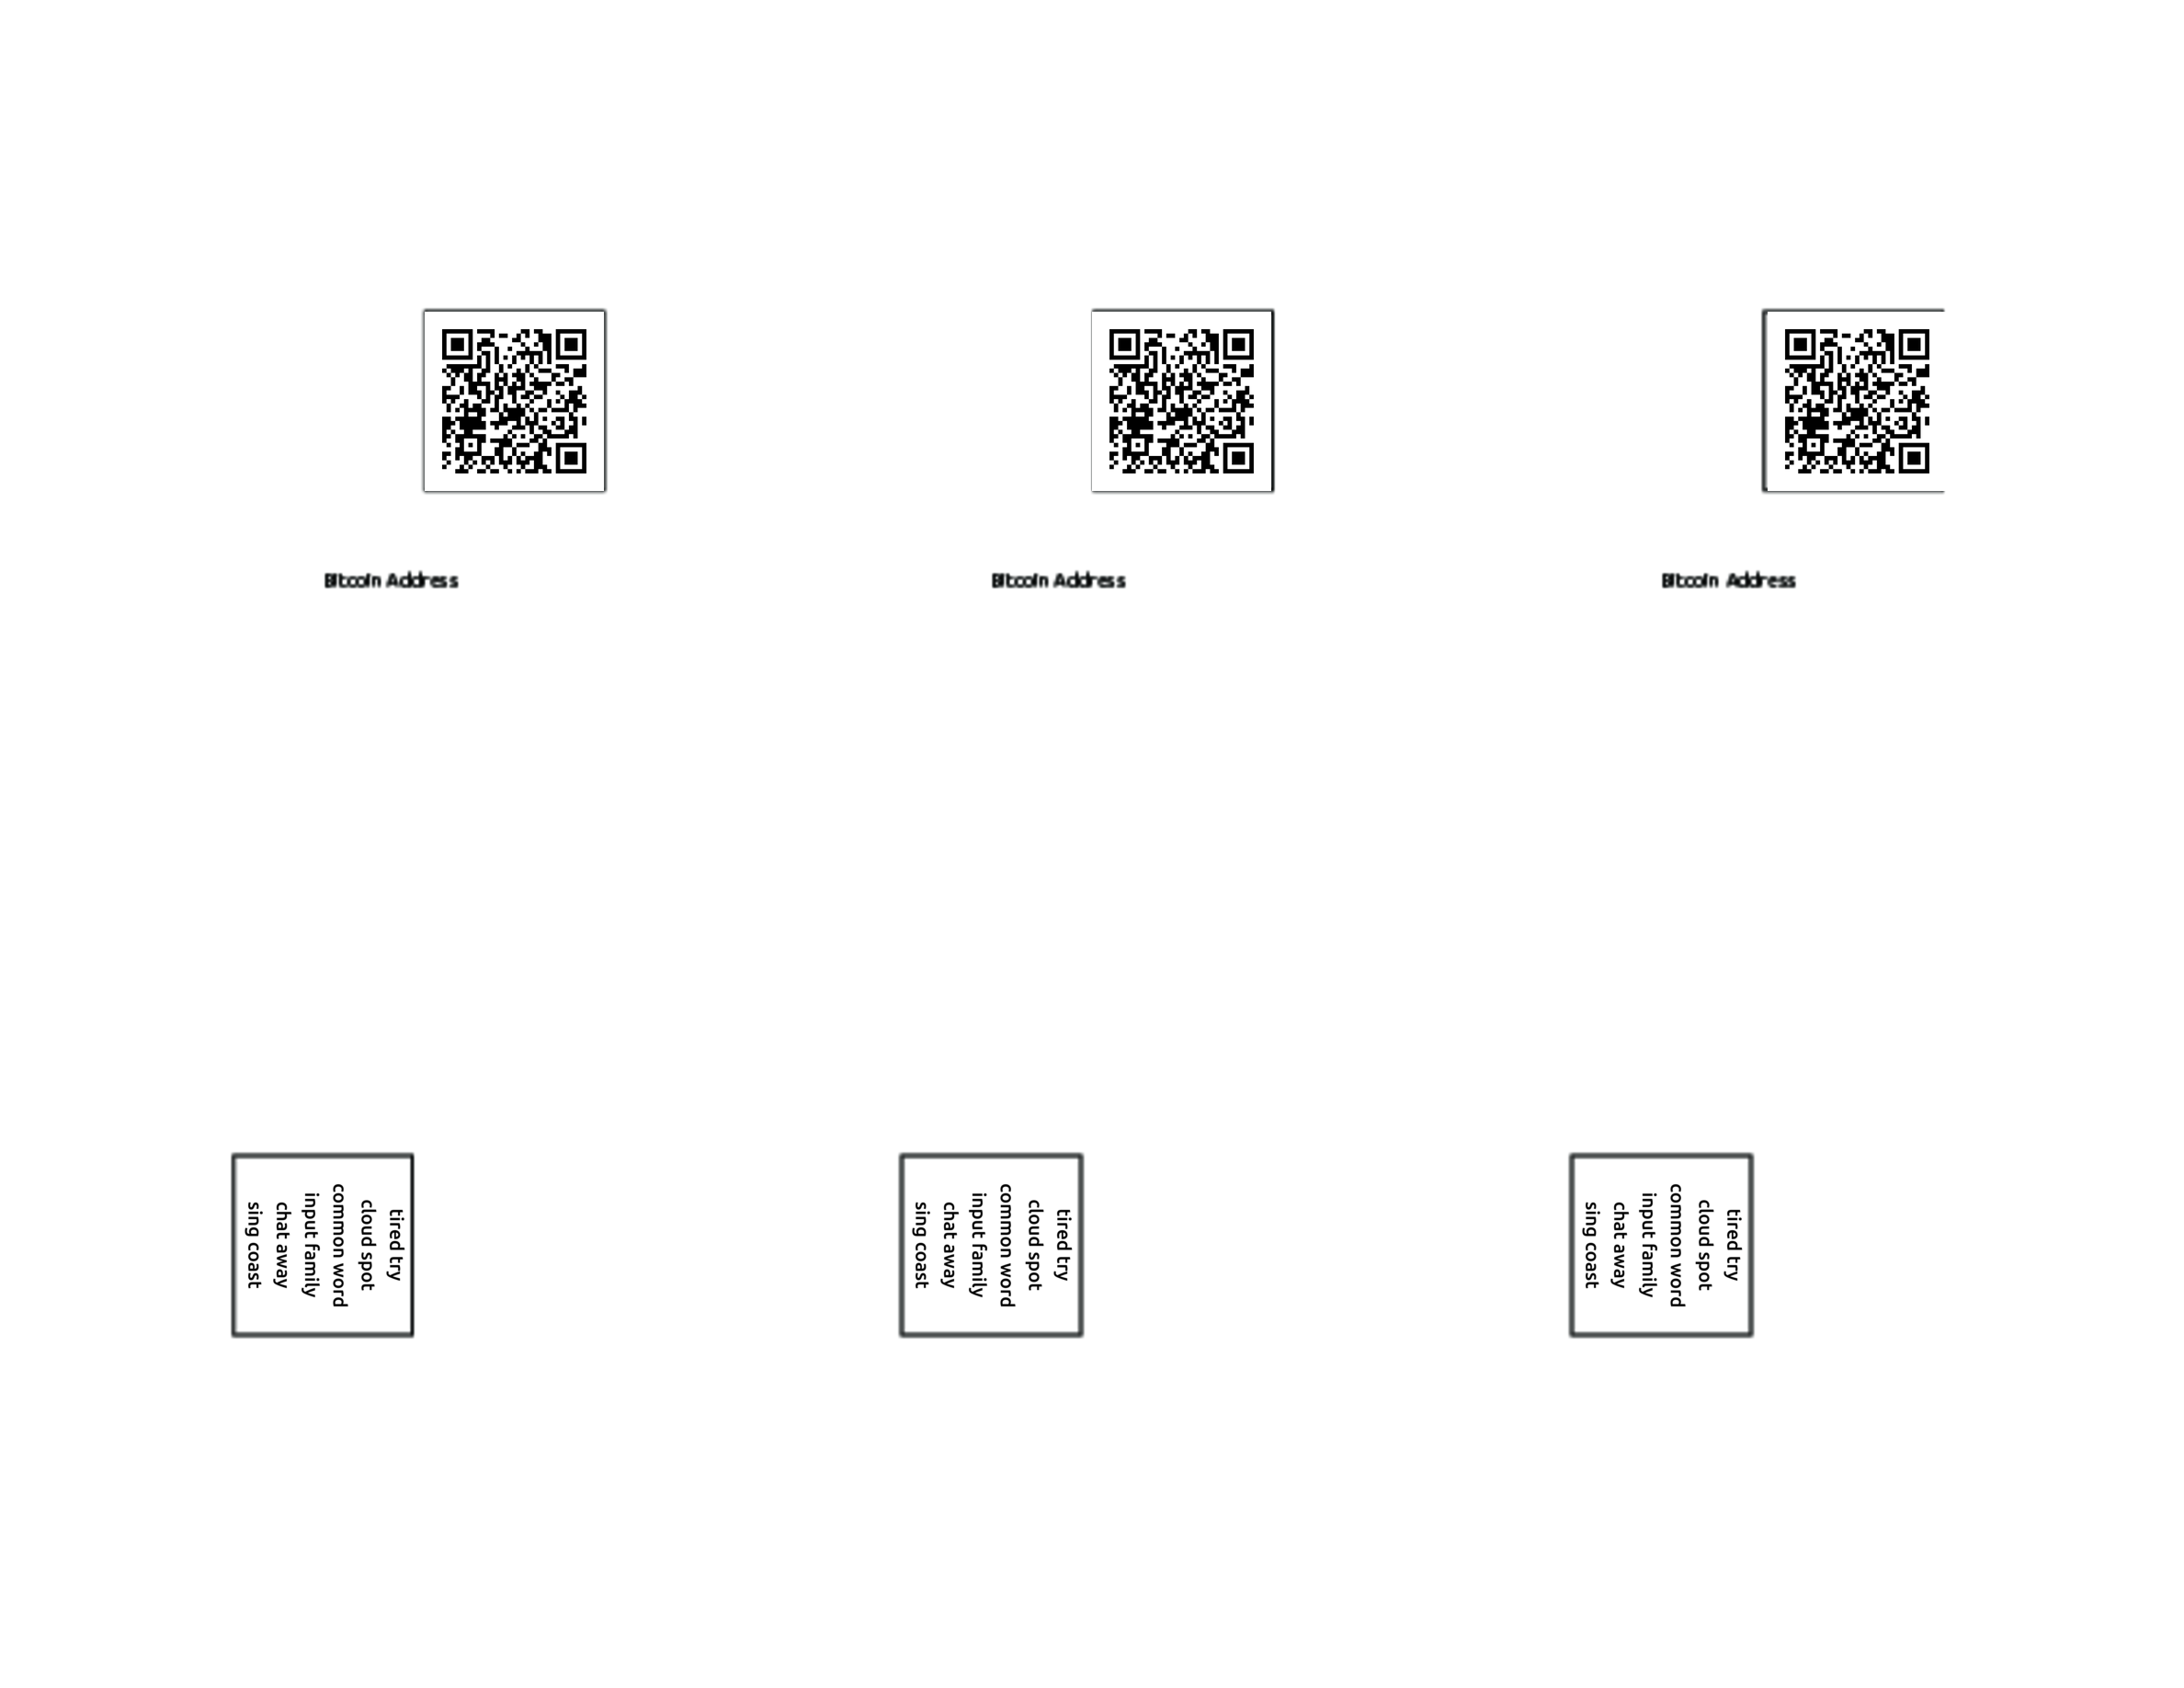 Bitcoin Address
Bitcoin Address
Bitcoin Address
tired try
cloud spot
common word
input family
chat away
sing coast
tired try
cloud spot
common word
input family
chat away
sing coast
tired try
cloud spot
common word
input family
chat away
sing coast